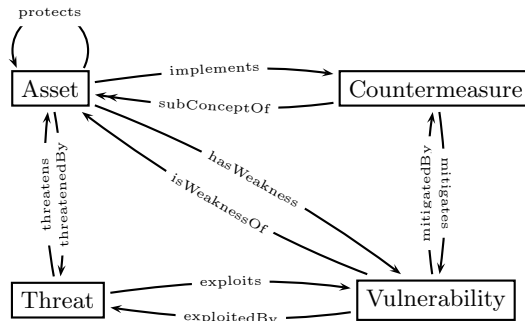 protects
Asset
implements
Countermeasure
subConceptOf
threatens
threatenedBy
hasWeakness
isWeaknessOf
mitigatedBy
mitigates
Threat
exploits
exploitedBy
Vulnerability